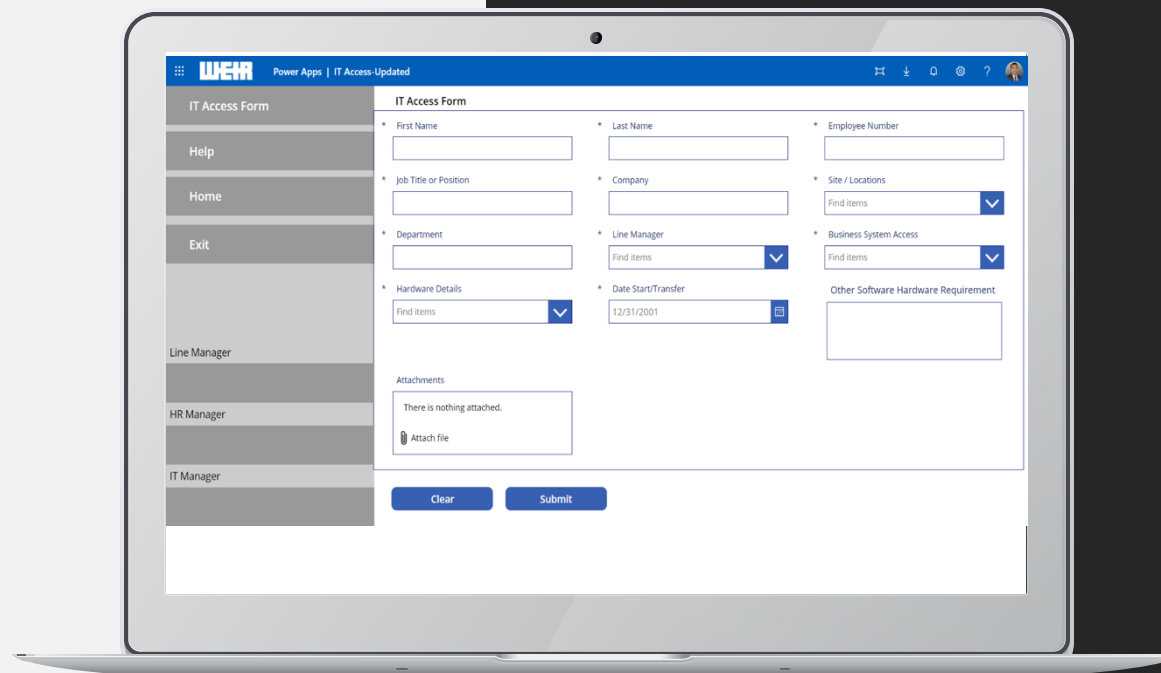 WEIR
Power Apps | IT Access-Updated
?
IT Access Form
Help
Home
Exit
Line Manager
HR Manager
IT Manager
IT Access Form
* First Name
* Last Name
* Employee Number
* Job Title or Position
* Company
* Site / Locations
Find items
* Department
* Line Manager
Find items
* Business System Access
Find items
* Hardware Details
Find items
* Date Start/Transfer
12/31/2001
Other Software Hardware Requirement
Attachments
There is nothing attached.
Attach file
Clear
Submit